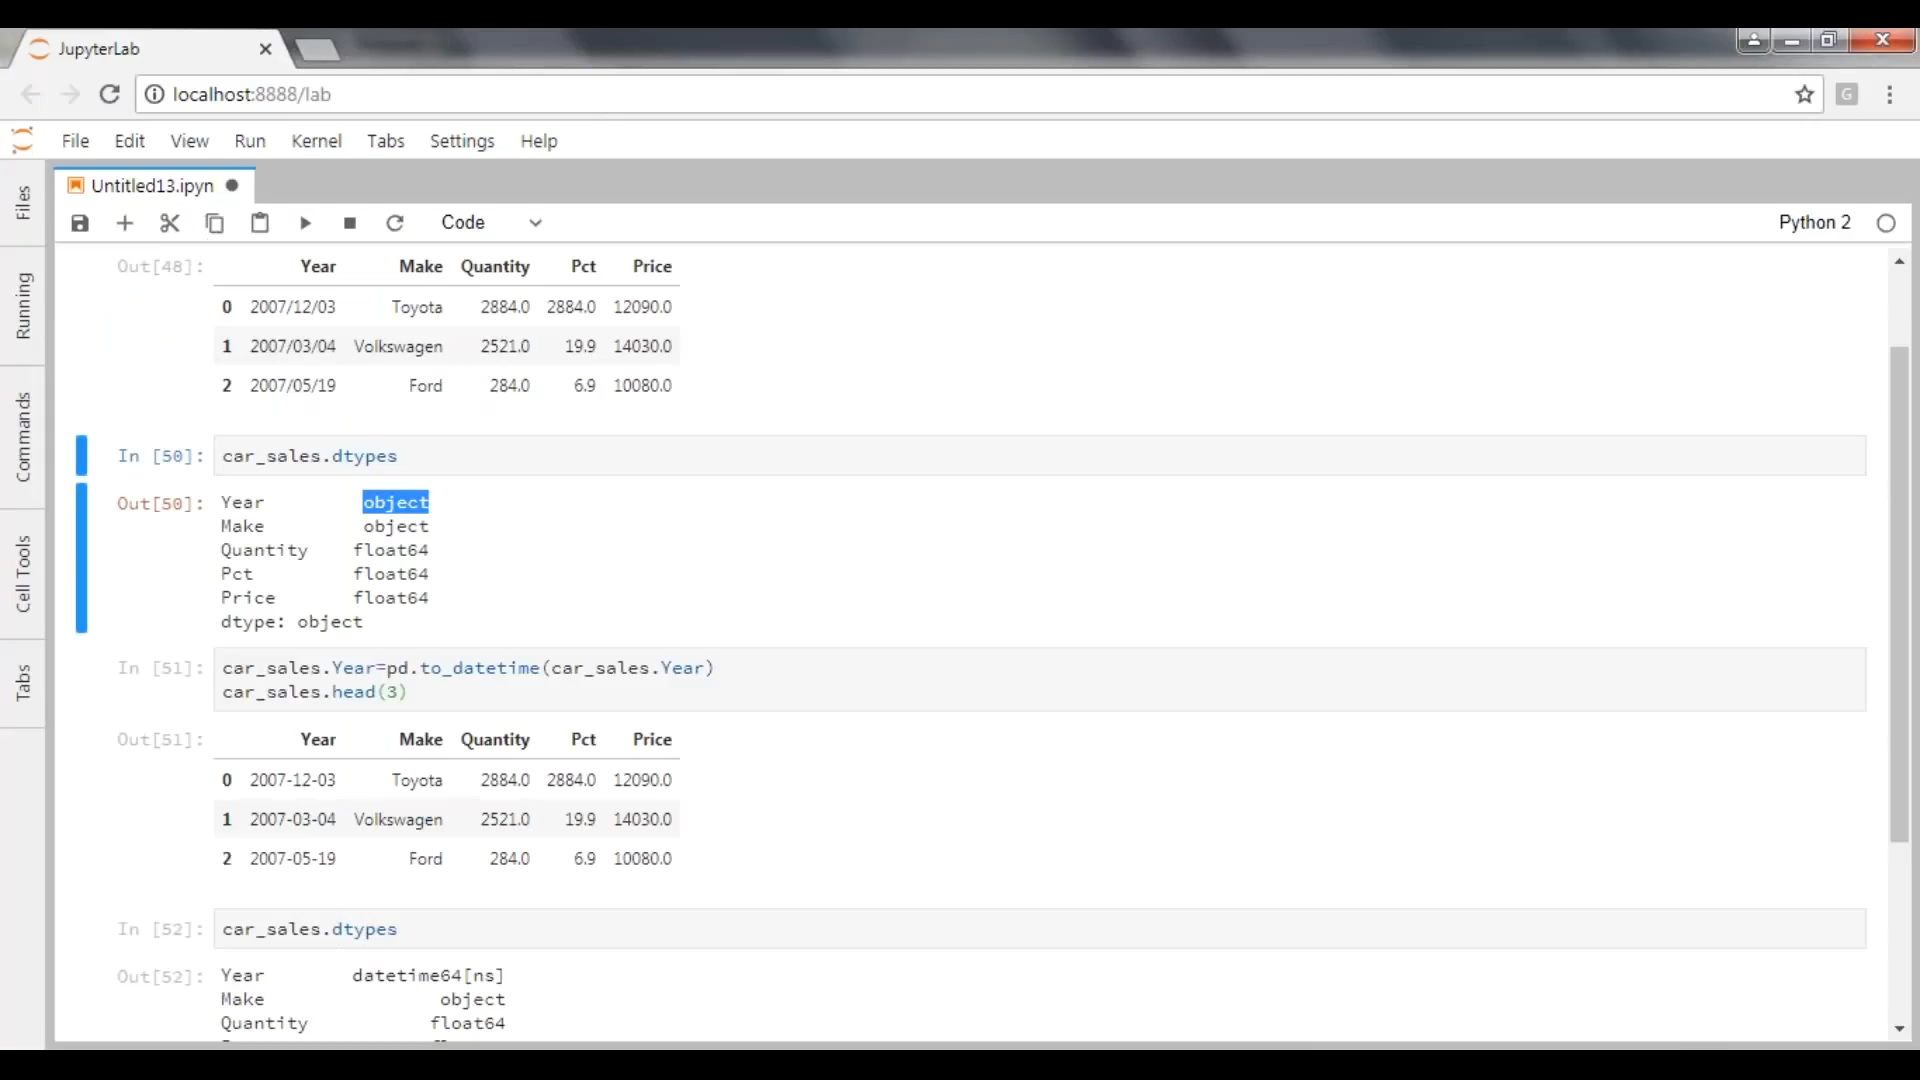 JupyterLab
localhost:8888/lab
G
File Edit View Run Kernel Tabs Settings Help
Files
Running
Commands
Cell Tools
Tabs
Untitled13.ipyn
Code
Python 2
Out[48]: Year Make Quantity Pct Price
0 2007/12/03 Toyota 2884.0 2884.0 12090.0
1 2007/03/04 Volkswagen 2521.0 19.9 14030.0
2 2007/05/19 Ford 284.0 6.9 10080.0
In [50]: car_sales.dtypes
Out[50]: Year object
Make object
Quantity float64
Pct float64
Price float64
dtype: object
In [51]: car_sales.Year=pd.to_datetime(car_sales.Year)
car_sales.head(3)
Out[51]: Year Make Quantity Pct Price
0 2007-12-03 Toyota 2884.0 2884.0 12090.0
1 2007-03-04 Volkswagen 2521.0 19.9 14030.0
2 2007-05-19 Ford 284.0 6.9 10080.0
In [52]: car_sales.dtypes
Out[52]: Year datetime64[ns]
Make object
Quantity float64